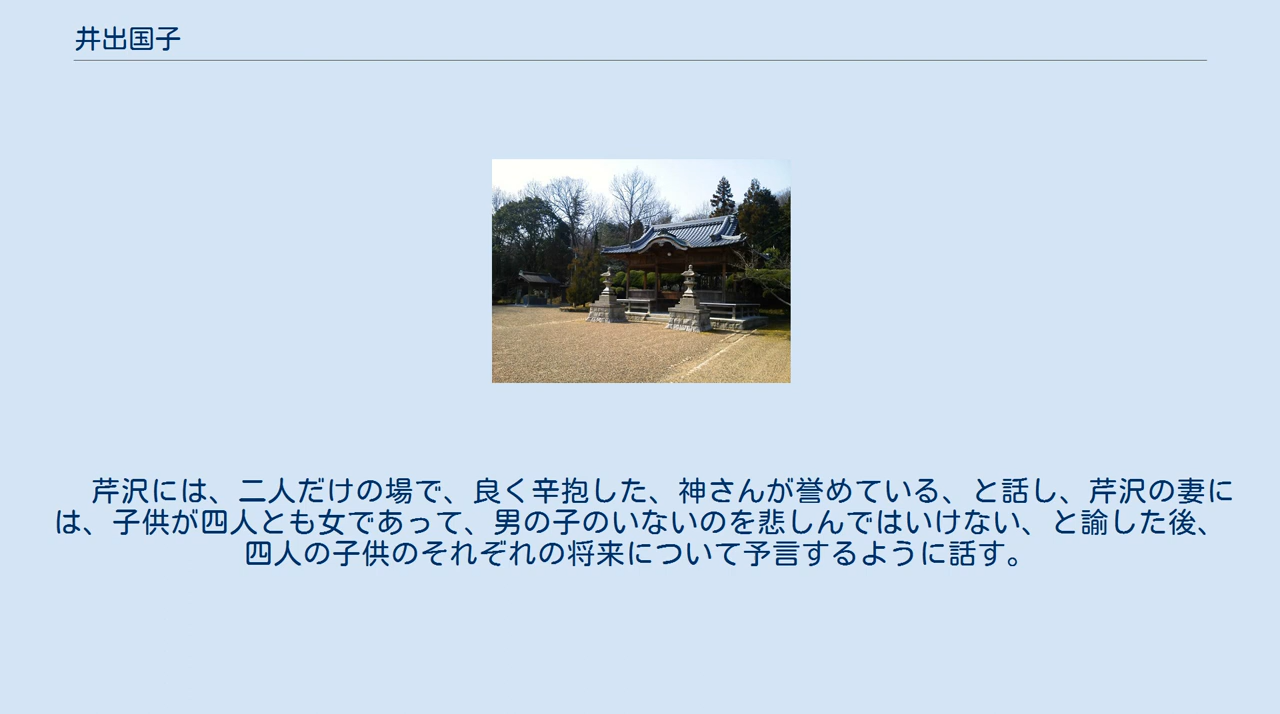 井出国子
芹沢には、二人だけの場で、良く辛抱した、神さんが誉めている、と話し、芹沢の妻に
は、子供が四人とも女であって、男の子のいないのを悲しんではいけない、と諭した後、
四人の子供のそれぞれの将来について予言するように話す。